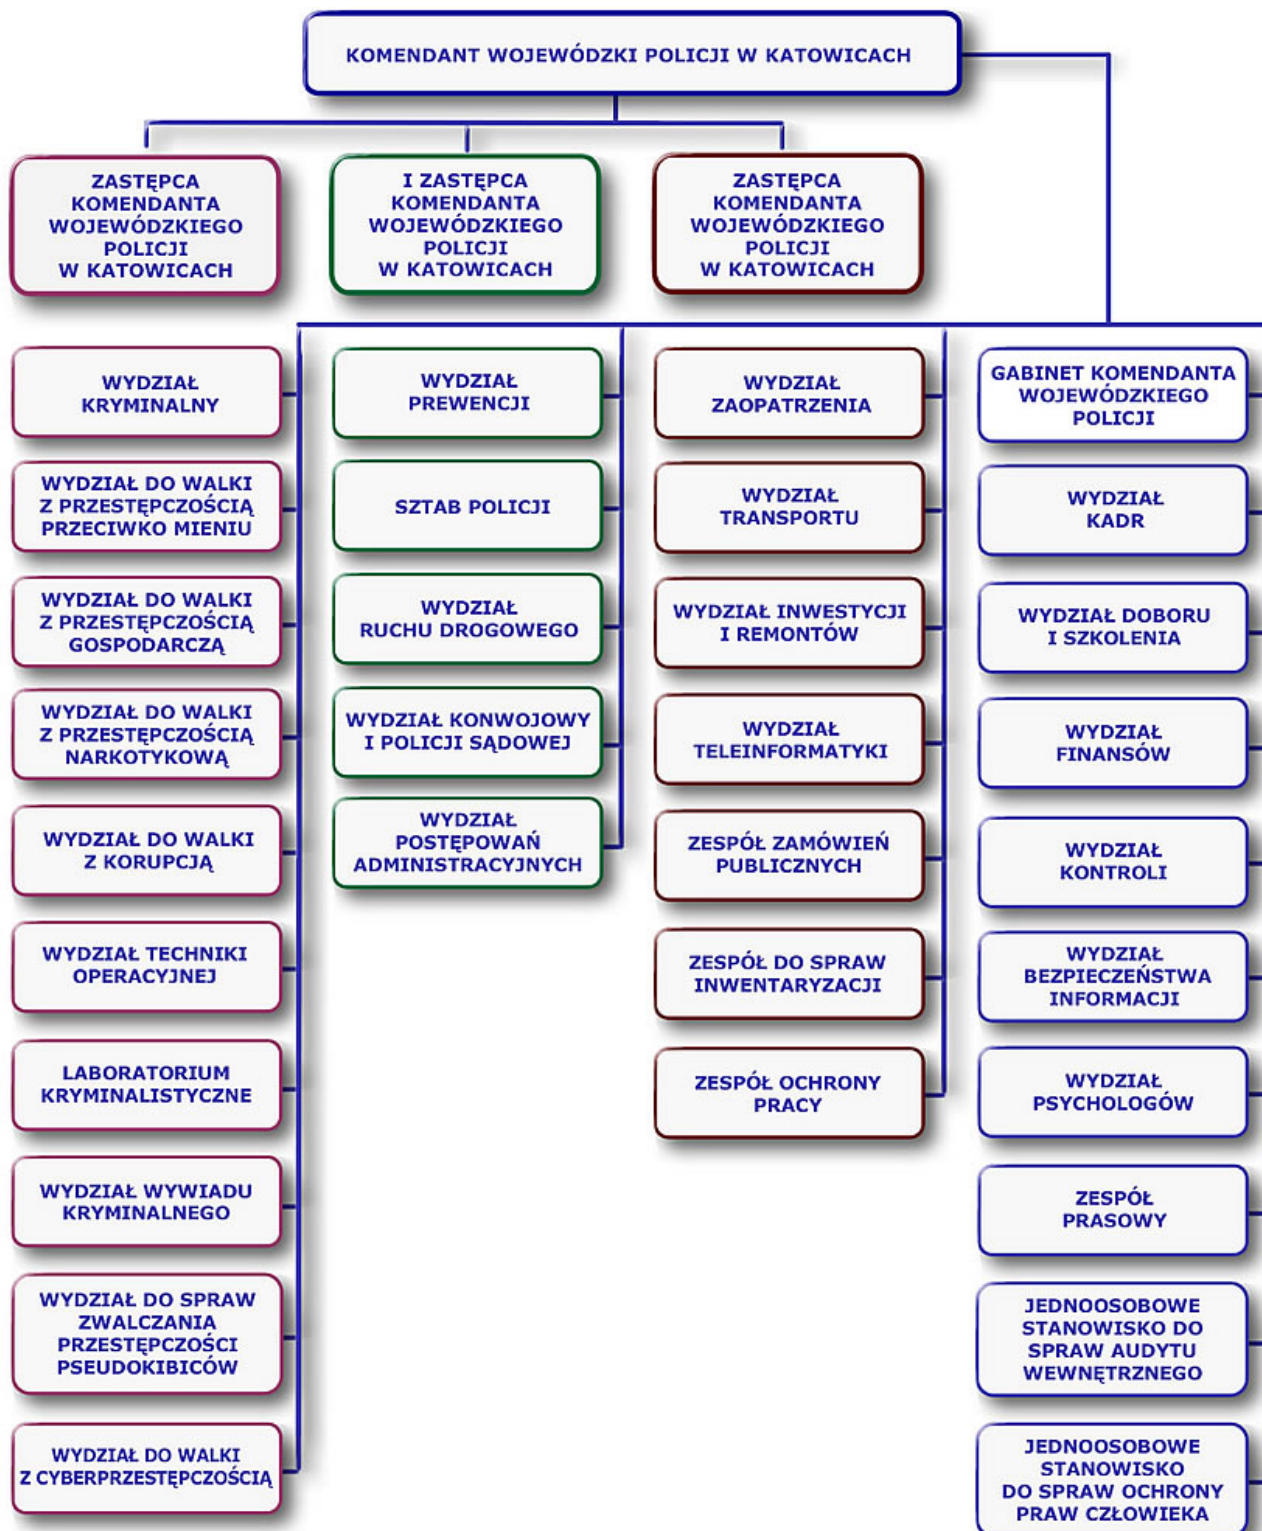 KOMENDANT WOJEWÓDZKI POLICJI W KATOWICACH
ZASTĘPCA
KOMENDANTA
WOJEWÓDZKIEGO
POLICJI
W KATOWICACH
I ZASTĘPCA
KOMENDANTA
WOJEWÓDZKIEGO
POLICJI
W KATOWICACH
ZASTĘPCA
KOMENDANTA
WOJEWÓDZKIEGO
POLICJI
W KATOWICACH
WYDZIAŁ
KRYMINALNY
WYDZIAŁ DO WALKI
Z PRZESTĘPCZOŚCIĄ
PRZECIWKO MIENIU
WYDZIAŁ DO WALKI
Z PRZESTĘPCZOŚCIĄ
GOSPODARCZĄ
WYDZIAŁ DO WALKI
Z PRZESTĘPCZOŚCIĄ
NARKOTYKOWĄ
WYDZIAŁ DO WALKI
Z KORUPCJĄ
WYDZIAŁ TECHNIKI
OPERACYJNEJ
LABORATORIUM
KRYMINALISTYCZNE
WYDZIAŁ WYWIADU
KRYMINALNEGO
WYDZIAŁ DO SPRAW
ZWALCZANIA
PRZESTĘPCZOŚCI
PSEUDOKIBICÓW
WYDZIAŁ DO WALKI
Z CYBERPRZESTĘPCZOŚCIĄ
WYDZIAŁ
PREWENCJI
SZTAB POLICJI
WYDZIAŁ
RUCHU DROGOWEGO
WYDZIAŁ KONWOJOWY
I POLICJI SĄDOWEJ
WYDZIAŁ
POSTĘPOWAŃ
ADMINISTRACYJNYCH
WYDZIAŁ
ZAOPATRZENIA
WYDZIAŁ
TRANSPORTU
WYDZIAŁ INWESTYCJI
I REMONTÓW
WYDZIAŁ
TELEINFORMATYKI
ZESPÓŁ ZAMÓWIEŃ
PUBLICZNYCH
ZESPÓŁ DO SPRAW
INWENTARYZACJI
ZESPÓŁ OCHRONY
PRACY
GABINET KOMENDANTA
WOJEWÓDZKIEGO
POLICJI
WYDZIAŁ
KADR
WYDZIAŁ DOBORU
I SZKOLENIA
WYDZIAŁ
FINANSÓW
WYDZIAŁ
KONTROLI
WYDZIAŁ
BEZPIECZEŃSTWA
INFORMACJI
WYDZIAŁ
PSYCHOLOGÓW
ZESPÓŁ
PRASOWY
JEDNOOSOBOWE
STANOWISKO DO
SPRAW AUDYTU
WEWNĘTRZNEGO
JEDNOOSOBOWE
STANOWISKO
DO SPRAW OCHRONY
PRAW CZŁOWIEKA